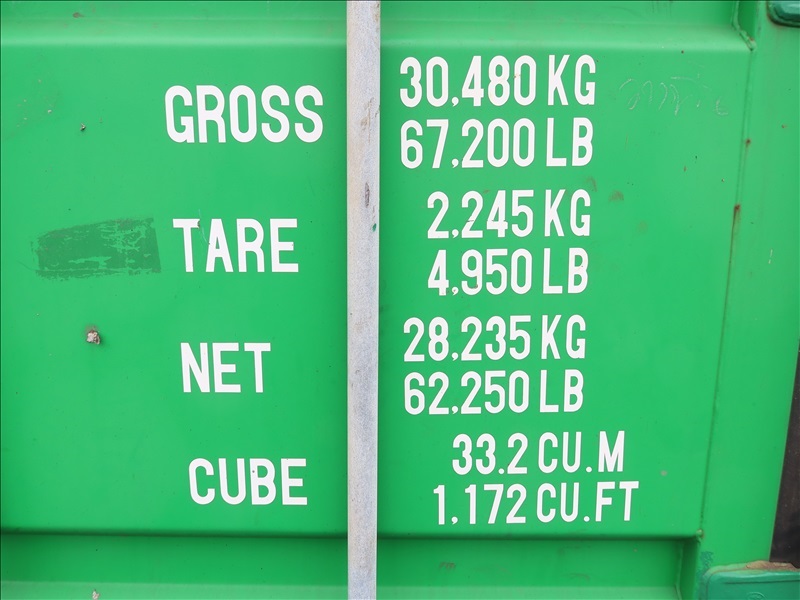 GROSS 30,480 KG
67,200 LB
TARE 2,245 KG
4,950 LB
NET 28,235 KG
62,250 LB
CUBE 33.2 CU.M
1,172 CU.FT